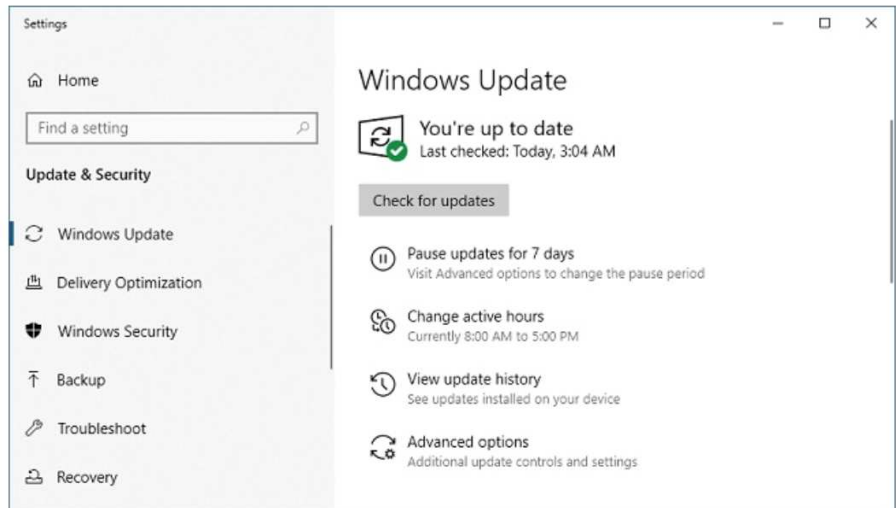 Settings
Home
Find a setting
Update & Security
Windows Update
Delivery Optimization
Windows Security
Backup
Troubleshoot
Recovery
Windows Update
You're up to date
Last checked: Today, 3:04 AM
Check for updates
Pause updates for 7 days
Visit Advanced options to change the pause period
Change active hours
Currently 8:00 AM to 5:00 PM
View update history
See updates installed on your device
Advanced options
Additional update controls and settings